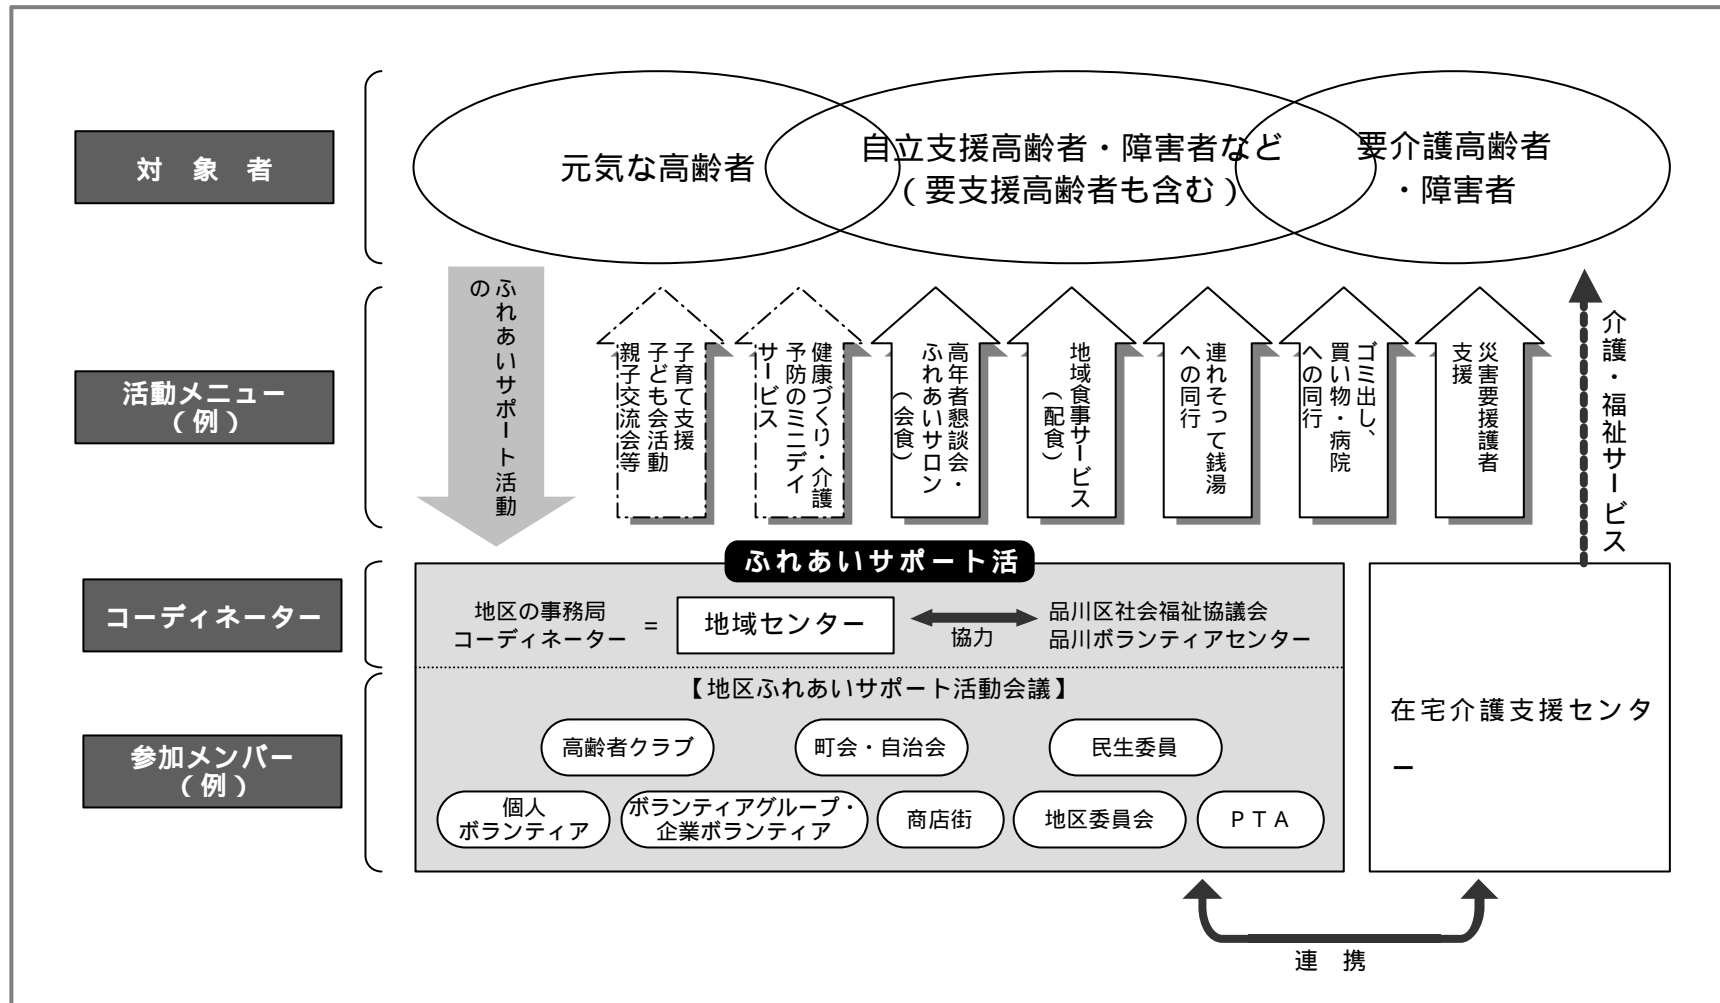 対　象　者
元気な高齢者
自立支援高齢者・障害者など
（要支援高齢者も含む）
要介護高齢者
・障害者
活動メニュー
（例）
ふれあいサポート活動
の
子育て支援
子ども会活動
親子交流会等
健康づくり・介護
予防のミニデイ
サービス
高年者懇談会・
ふれあいサロン
（会食）
地域食事サービス
（配食）
連れそって銭湯
への同行
ゴミ出し、
買い物・病院
への同行
災害要援護者
支援
介護・福祉サービス
ふれあいサポート活
コーディネーター
地区の事務局
コーディネーター
=
地域センター
協力
品川区社会福祉協議会
品川ボランティアセンター
参加メンバー
（例）
【地区ふれあいサポート活動会議】
高齢者クラブ
町会・自治会
民生委員
個人
ボランティア
ボランティアグループ・
企業ボランティア
商店街
地区委員会
ＰＴＡ
在宅介護支援センタ
ー
連　携